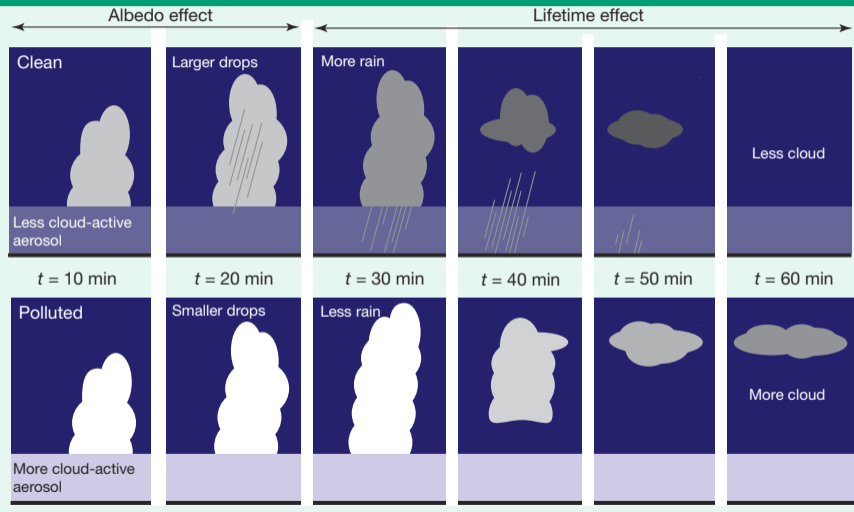 Albedo effect
Lifetime effect
Clean
Larger drops
More rain
Less cloud
Less cloud-active
aerosol
t = 10 min
t = 20 min
t = 30 min
t = 40 min
t = 50 min
t = 60 min
Polluted
Smaller drops
Less rain
More cloud
More cloud-active
aerosol